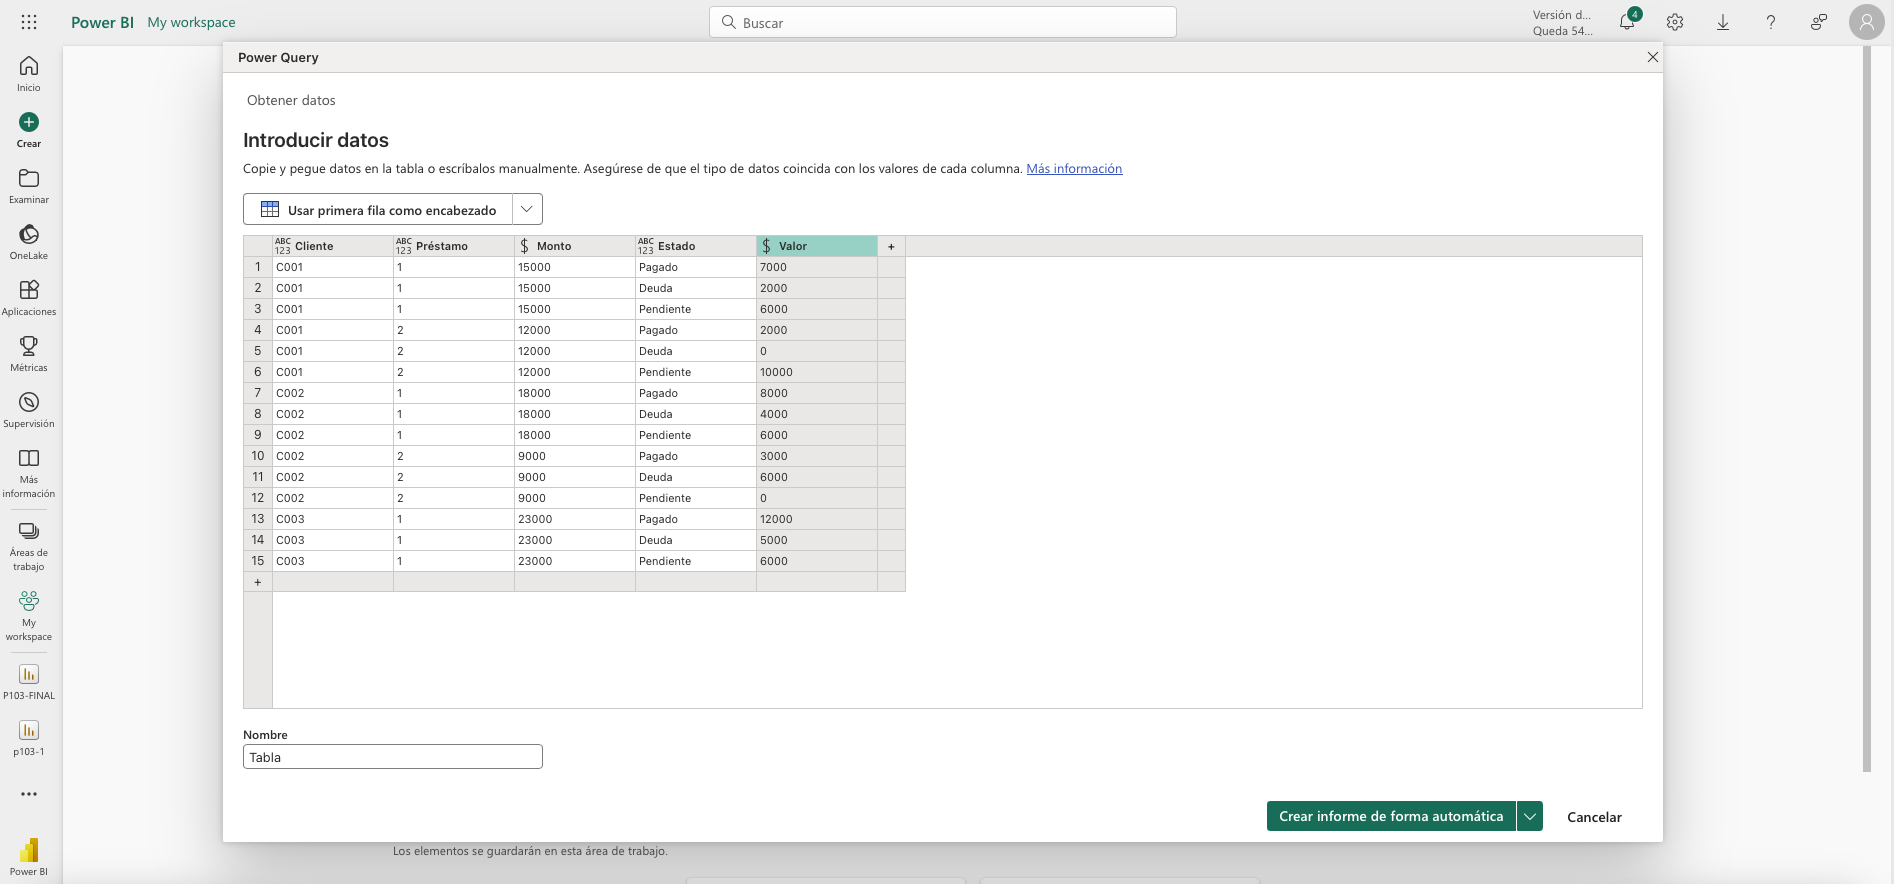 Power BI My workspace
Buscar
Versión d...
Queda 54...
4
Inicio
Crear
Examinar
OneLake
Aplicaciones
Métricas
Supervisión
Más
información
Áreas de
trabajo
My
workspace
P103-FINAL
p103-1
Power BI
Power Query
Obtener datos
Introducir datos
Copie y pegue datos en la tabla o escríbalos manualmente. Asegúrese de que el tipo de datos coincida con los valores de cada columna. Más información
Usar primera fila como encabezado
ABC 123 Cliente ABC 123 Préstamo $ Monto ABC 123 Estado $ Valor +
1 C001 1 15000 Pagado 7000
2 C001 1 15000 Deuda 2000
3 C001 1 15000 Pendiente 6000
4 C001 2 12000 Pagado 2000
5 C001 2 12000 Deuda 0
6 C001 2 12000 Pendiente 10000
7 C002 1 18000 Pagado 8000
8 C002 1 18000 Deuda 4000
9 C002 1 18000 Pendiente 6000
10 C002 2 9000 Pagado 3000
11 C002 2 9000 Deuda 6000
12 C002 2 9000 Pendiente 0
13 C003 1 23000 Pagado 12000
14 C003 1 23000 Deuda 5000
15 C003 1 23000 Pendiente 6000
+
Nombre
Tabla
Crear informe de forma automática
Cancelar
Los elementos se guardarán en esta área de trabajo.